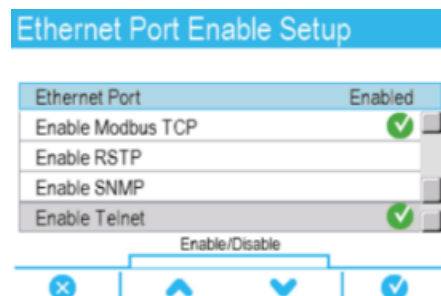 Ethernet Port Enable Setup
Ethernet Port Enabled
Enable Modbus TCP
Enable RSTP
Enable SNMP
Enable Telnet
Enable/Disable